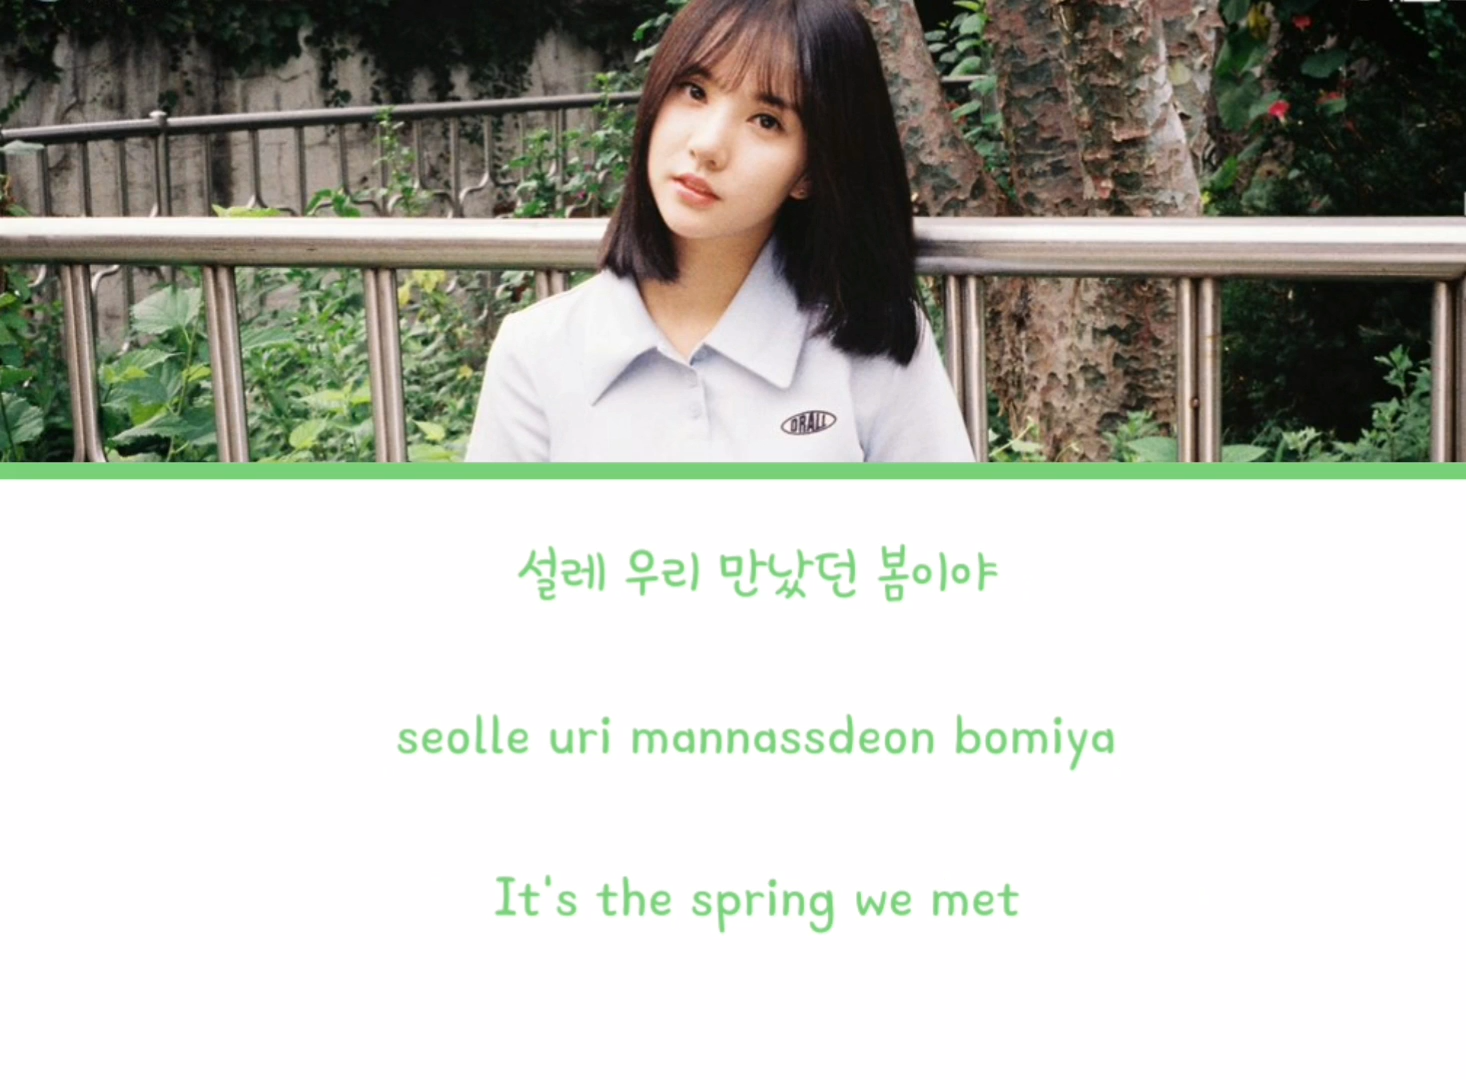 ORALL
설레 우리 만났던 봄이야
seolle uri mannassdeon bomiya
It's the spring we met